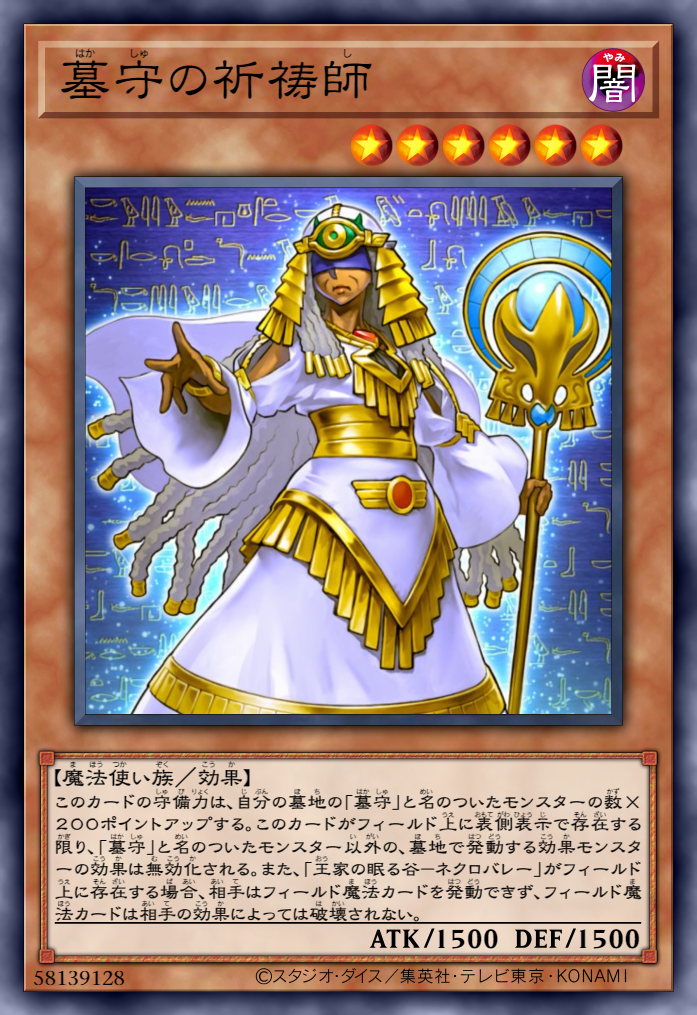 墓守の祈祷師
闇
【魔法使い族／効果】
このカードの守備力は、自分の墓地の「墓守」と名のついたモンスターの数×
２００ポイントアップする。このカードがフィールド上に表側表示で存在する
限り、「墓守」と名のついたモンスター以外の、墓地で発動する効果モンスタ
ーの効果は無効化される。また、「王家の眠る谷－ネクロバレー」がフィールド
上に存在する場合、相手はフィールド魔法カードを発動できず、フィールド魔
法カードは相手の効果によっては破壊されない。
ATK/1500 DEF/1500
58139128 ©スタジオ・ダイス／集英社・テレビ東京・KONAMI